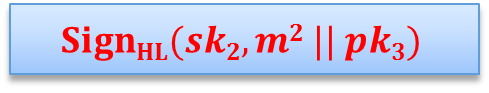 Sign_HL(sk_2, m^2 || pk_3)